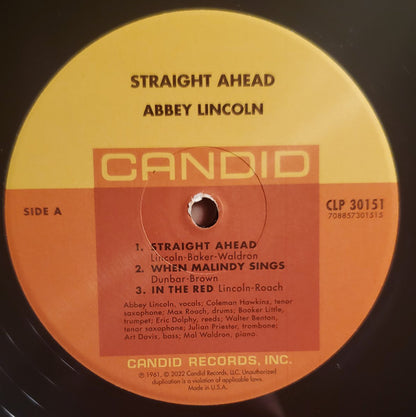 STRAIGHT AHEAD
ABBEY LINCOLN
CANDID
SIDE A
CLP 30151
708857301515
1. STRAIGHT AHEAD
Lincoln-Baker-Waldron
2. WHEN MALINDY SINGS
Dunbar-Brown
3. IN THE RED Lincoln-Roach
Abbey Lincoln, vocals; Coleman Hawkins, tenor
saxophone; Max Roach, drums; Booker Little,
trumpet; Eric Dolphy, reeds; Walter Benton,
tenor saxophone; Julian Priester, trombone;
Art Davis, bass; Mal Waldron, piano.
CANDID RECORDS, INC.
℗ 1961, © 2022 Candid Records, LLC. Unauthorized
duplication is a violation of applicable laws.
Made in U.S.A.